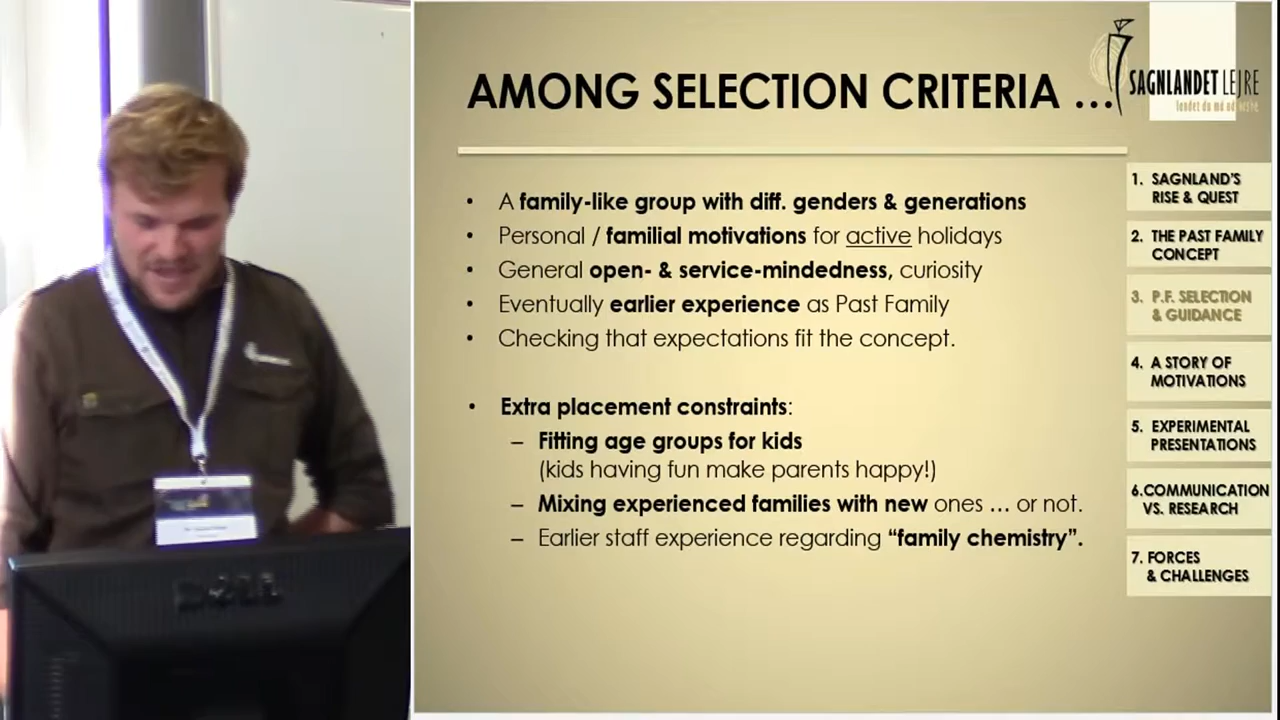 AMONG SELECTION CRITERIA ...
SAGNLANDET LEJRE
• A family-like group with diff. genders & generations
• Personal / familial motivations for active holidays
• General open- & service-mindedness, curiosity
• Eventually earlier experience as Past Family
• Checking that expectations fit the concept.
• Extra placement constraints:
– Fitting age groups for kids
(kids having fun make parents happy!)
– Mixing experienced families with new ones ... or not.
– Earlier staff experience regarding “family chemistry”.
1. SAGNLAND'S
RISE & QUEST
2. THE PAST FAMILY
CONCEPT
3. P.F. SELECTION
& GUIDANCE
4. A STORY OF
MOTIVATIONS
5. EXPERIMENTAL
PRESENTATIONS
6.COMMUNICATION
VS. RESEARCH
7. FORCES
& CHALLENGES
DELL